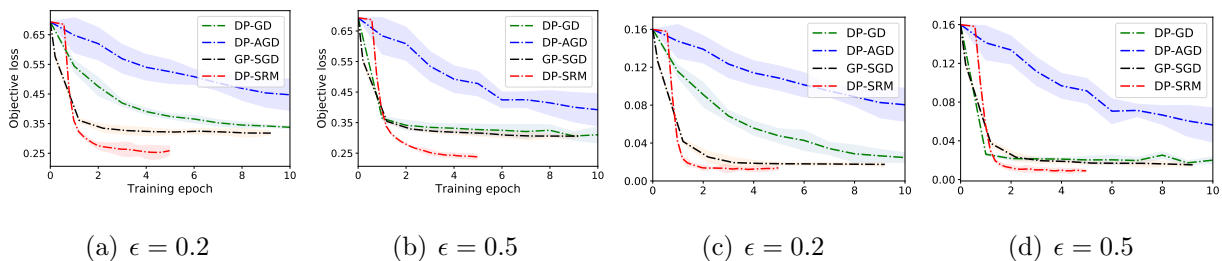 Objective loss
0.65
0.55
0.45
0.35
0.25
0
2
4
6
8
10
Training epoch
DP-GD
DP-AGD
GP-SGD
DP-SRM
(a) ϵ = 0.2
Objective loss
0.65
0.55
0.45
0.35
0.25
0
2
4
6
8
10
Training epoch
DP-GD
DP-AGD
GP-SGD
DP-SRM
(b) ϵ = 0.5
0.16
0.12
0.08
0.04
0.00
0
2
4
6
8
10
DP-GD
DP-AGD
GP-SGD
DP-SRM
(c) ϵ = 0.2
0.16
0.12
0.08
0.04
0.00
0
2
4
6
8
10
DP-GD
DP-AGD
GP-SGD
DP-SRM
(d) ϵ = 0.5